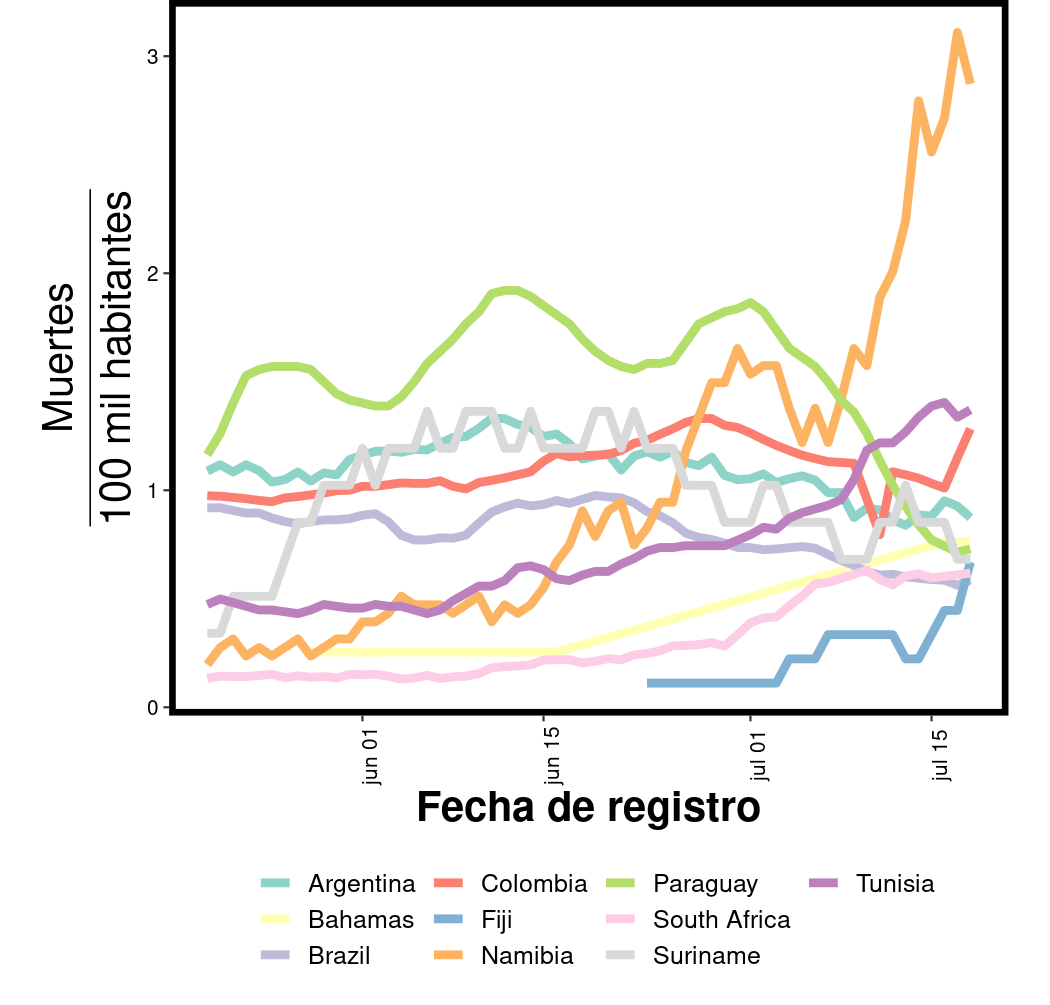 Muertes
100 mil habitantes
3
2
1
0
jun 01
jun 15
jul 01
jul 15
Fecha de registro
Argentina
Colombia
Paraguay
Tunisia
Bahamas
Fiji
South Africa
Brazil
Namibia
Suriname